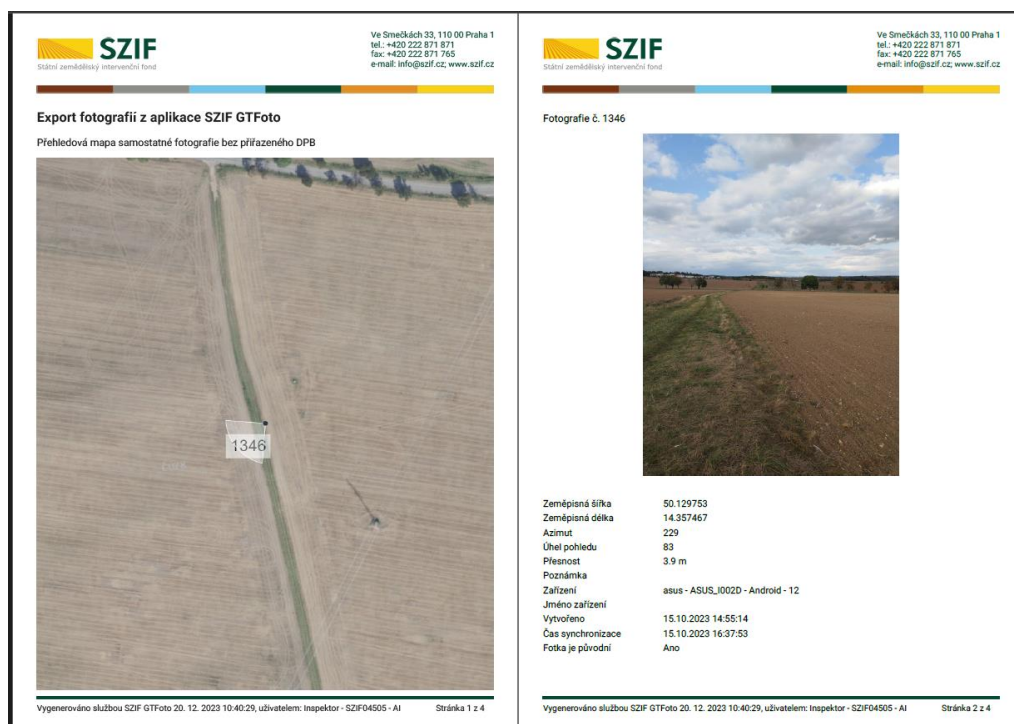 SZIF
Státní zemědělský intervenční fond
Ve Smečkách 33, 110 00 Praha 1
tel.: +420 222 871 871
fax: +420 222 871 765
e-mail: info@szif.cz; www.szif.cz
Export fotografií z aplikace SZIF GTFoto
Přehledová mapa samostatné fotografie bez přiřazeného DPB
1346
Vygenerováno službou SZIF GTFoto 20. 12. 2023 10:40:29, uživatelem: Inspektor - SZIF04505 - AI
Stránka 1 z 4
SZIF
Státní zemědělský intervenční fond
Ve Smečkách 33, 110 00 Praha 1
tel.: +420 222 871 871
fax: +420 222 871 765
e-mail: info@szif.cz; www.szif.cz
Fotografie č. 1346
Zeměpisná šířka 50.129753
Zeměpisná délka 14.357467
Azimut 229
Úhel pohledu 83
Přesnost 3.9 m
Poznámka
Zařízení asus - ASUS_I002D - Android - 12
Jméno zařízení
Vytvořeno 15.10.2023 14:55:14
Čas synchronizace 15.10.2023 16:37:53
Fotka je původní Ano
Vygenerováno službou SZIF GTFoto 20. 12. 2023 10:40:29, uživatelem: Inspektor - SZIF04505 - AI
Stránka 2 z 4